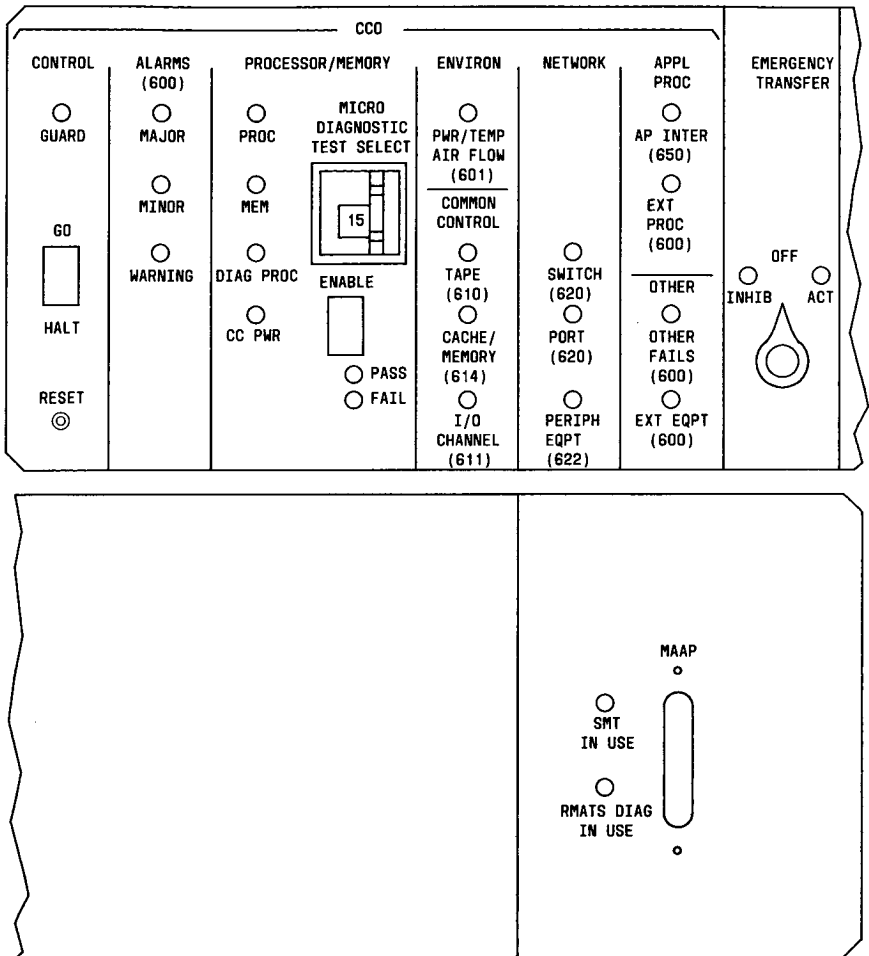 CCO
CONTROL
GUARD
GO
HALT
RESET
ALARMS
(600)
MAJOR
MINOR
WARNING
PROCESSOR/MEMORY
PROC
MEM
DIAG PROC
CC PWR
MICRO
DIAGNOSTIC
TEST SELECT
15
ENABLE
PASS
FAIL
ENVIRON
PWR/TEMP
AIR FLOW
(601)
COMMON
CONTROL
TAPE
(610)
CACHE/
MEMORY
(614)
I/O
CHANNEL
(611)
NETWORK
SWITCH
(620)
PORT
(620)
PERIPH
EQPT
(622)
APPL
PROC
AP INTER
(650)
EXT
PROC
(600)
OTHER
OTHER
FAILS
(600)
EXT EQPT
(600)
EMERGENCY
TRANSFER
OFF
INHIB
ACT
MAAP
SMT
IN USE
RMATS DIAG
IN USE